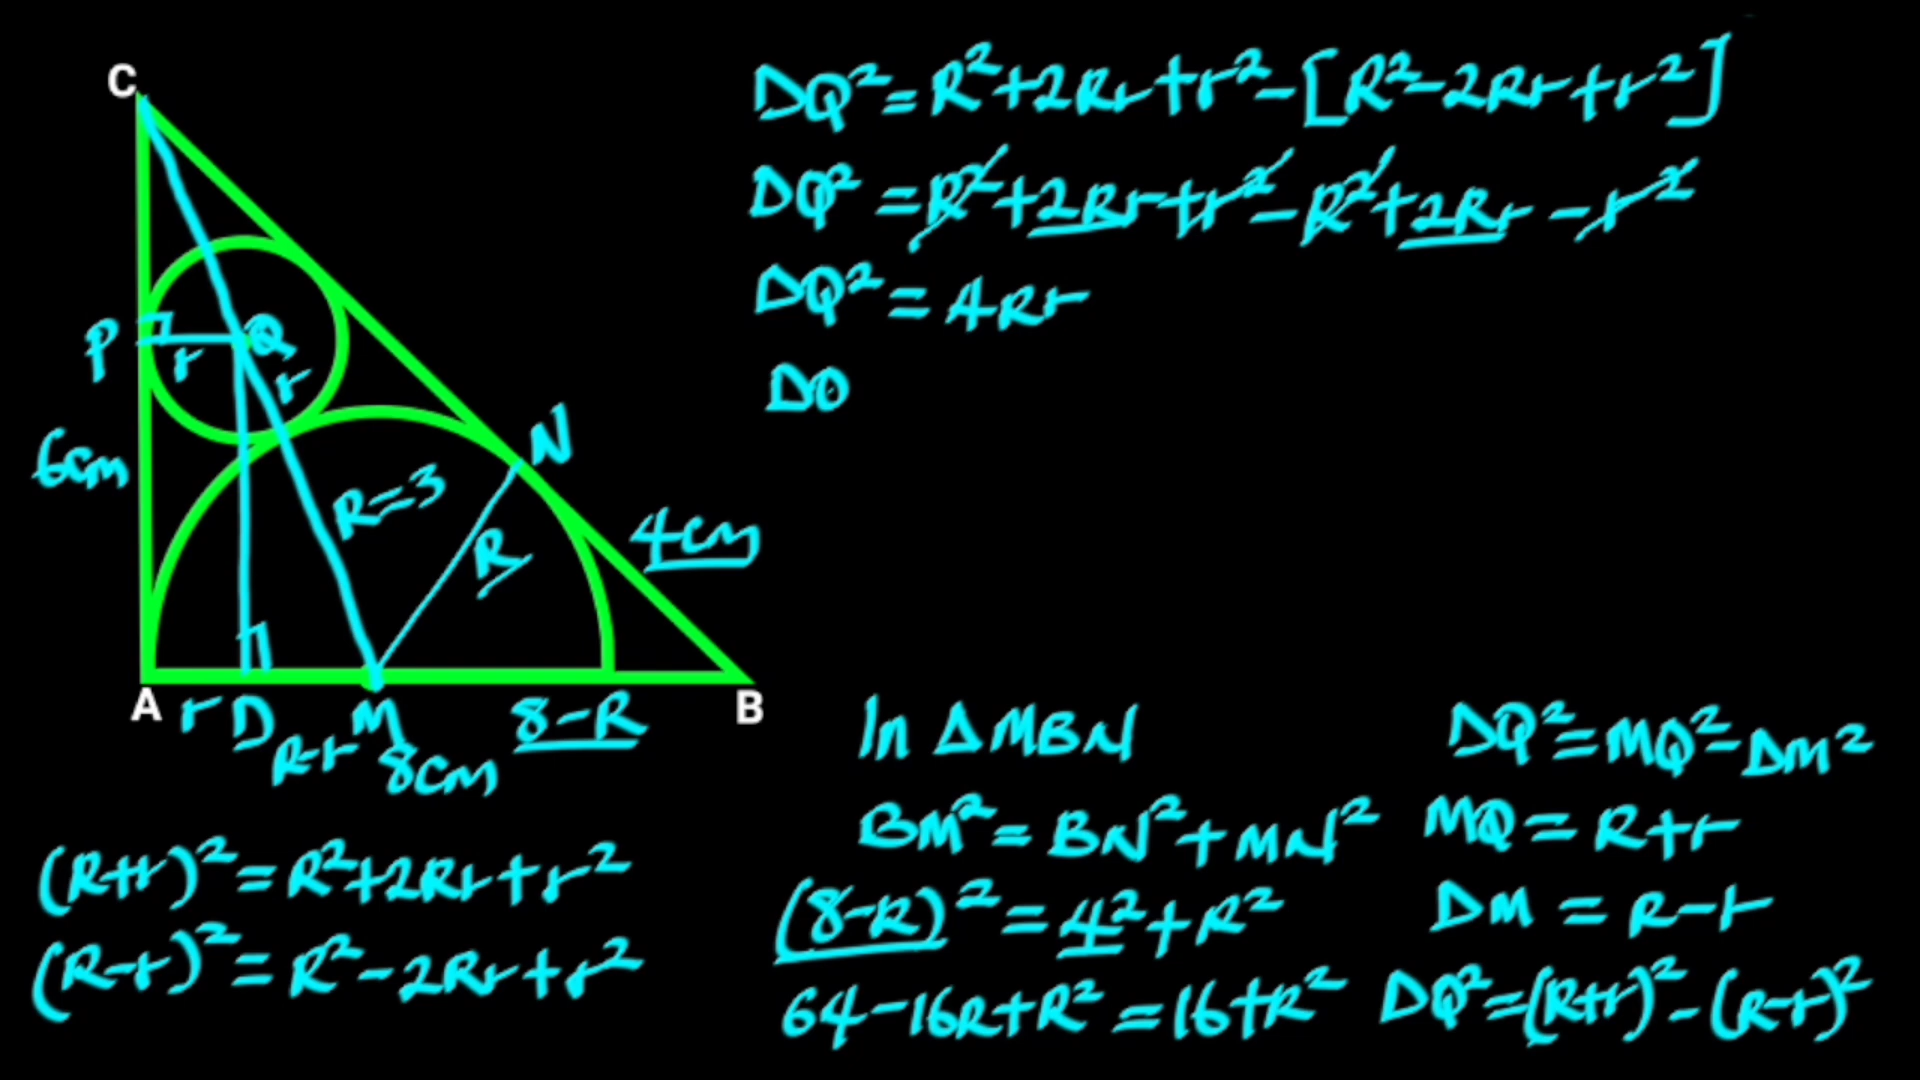 C
P
r
Q
r
6cm
R=3
N
R
4cm
A
r
D
R-r
M
8cm
8-R
B
DQ²=R²+2Rr+r²-[R²-2Rr+r²]
DQ²=R²+2Rr+r²-R²+2Rr-r²
DQ²=4Rr
DO
(R+r)²=R²+2Rr+r²
(R-r)²=R²-2Rr+r²
In ΔMBN
BM²=BN²+MN²
(8-R)²=4²+R²
64-16R+R²=16+R²
DQ²=MQ²-DM²
MQ=R+r
DM=R-r
DQ²=(R+r)²-(R-r)²